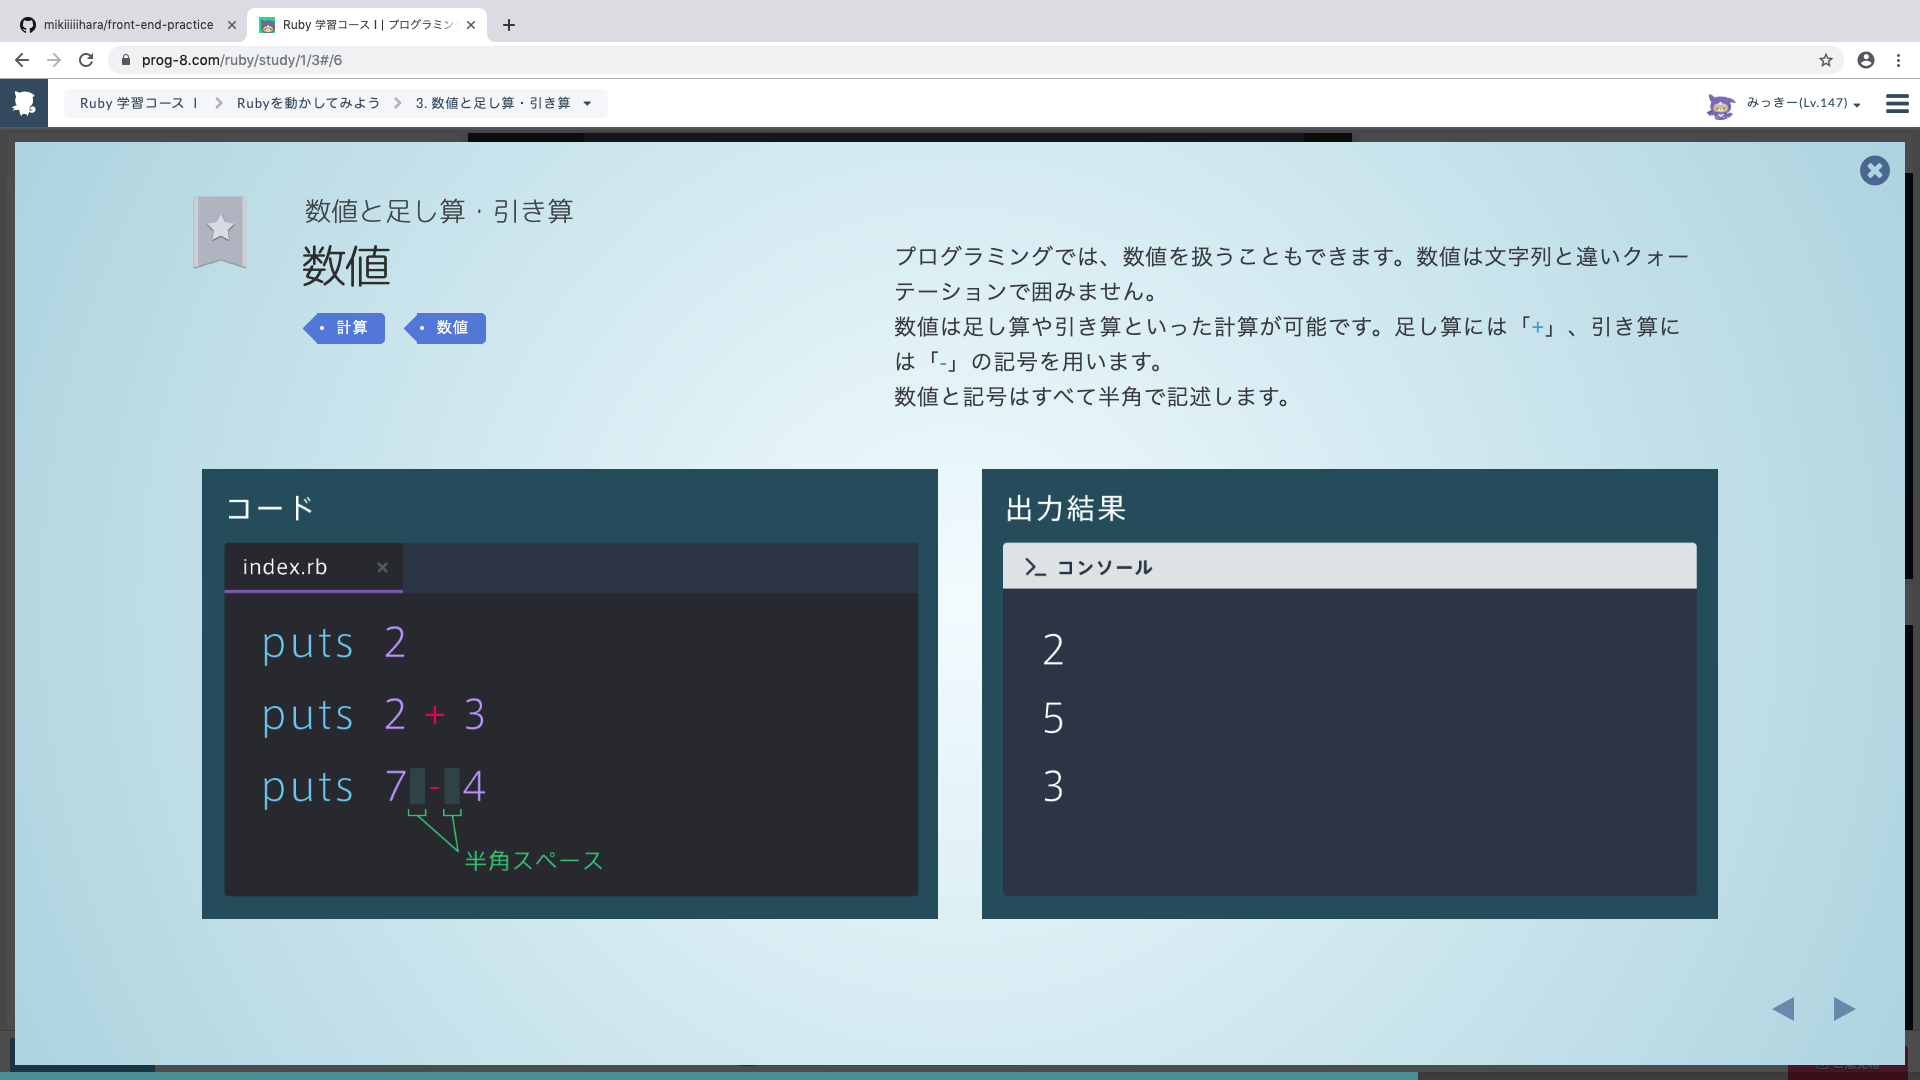 mikiiiiihara/front-end-practice
Ruby 学習コース I | プログラミン
prog-8.com/ruby/study/1/3#/6
Ruby 学習コース I
Rubyを動かしてみよう
3. 数値と足し算・引き算
みっきー(Lv.147)
数値と足し算・引き算
数値
計算
数値
プログラミングでは、数値を扱うこともできます。数値は文字列と違いクォー
テーションで囲みません。
数値は足し算や引き算といった計算が可能です。足し算には「+」、引き算に
は「-」の記号を用います。
数値と記号はすべて半角で記述します。
コード
index.rb
puts 2
puts 2 + 3
puts 7 - 4
半角スペース
出力結果
コンソール
2
5
3